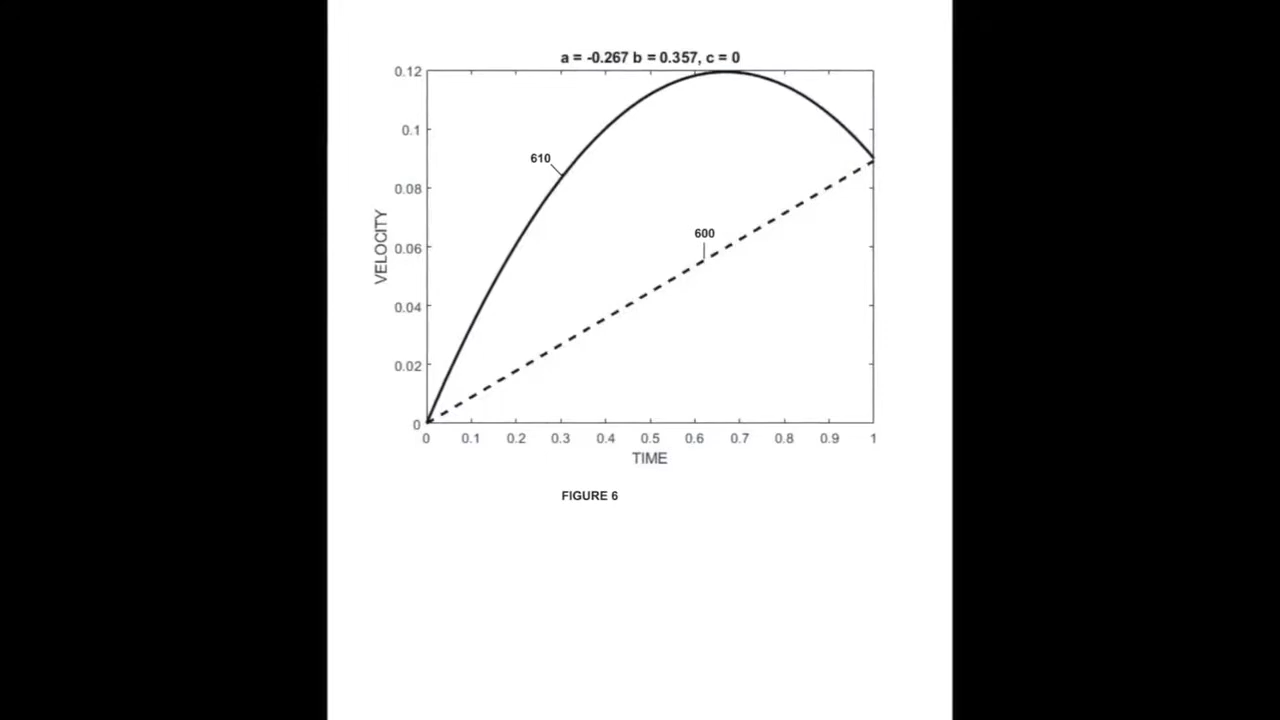 a = -0.267 b = 0.357, c = 0
0.12
0.1
610
0.08
600
VELOCITY
0.06
0.04
0.02
0
0 0.1 0.2 0.3 0.4 0.5 0.6 0.7 0.8 0.9 1
TIME
FIGURE 6